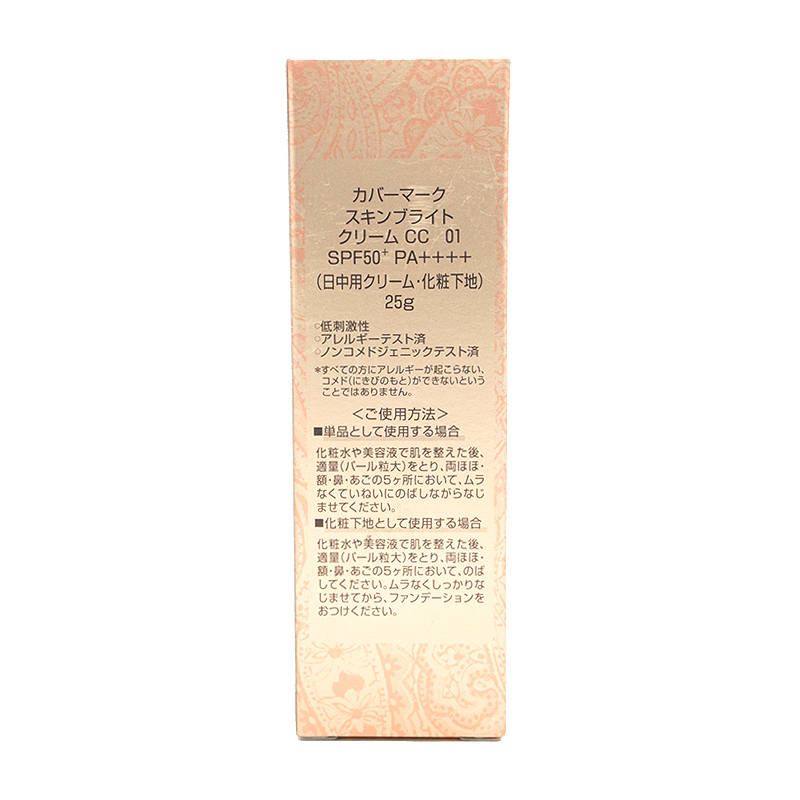 カバーマーク
スキンブライト
クリーム CC 01
SPF50+ PA++++
(日中用クリーム・化粧下地)
25g
○低刺激性
○アレルギーテスト済
○ノンコメドジェニックテスト済
*すべての方にアレルギーが起こらない、
コメド(にきびのもと)ができないという
ことではありません。
<ご使用方法>
■単品として使用する場合
化粧水や美容液で肌を整えた後、
適量(パール粒大)をとり、両ほほ・
額・鼻・あごの5ヶ所において、ムラ
なくていねいにのばしながらなじ
ませてください。
■化粧下地として使用する場合
化粧水や美容液で肌を整えた後、
適量(パール粒大)をとり、両ほほ・
額・鼻・あごの5ヶ所において、のば
してください。ムラなくしっかりな
じませてから、ファンデーションを
おつけください。